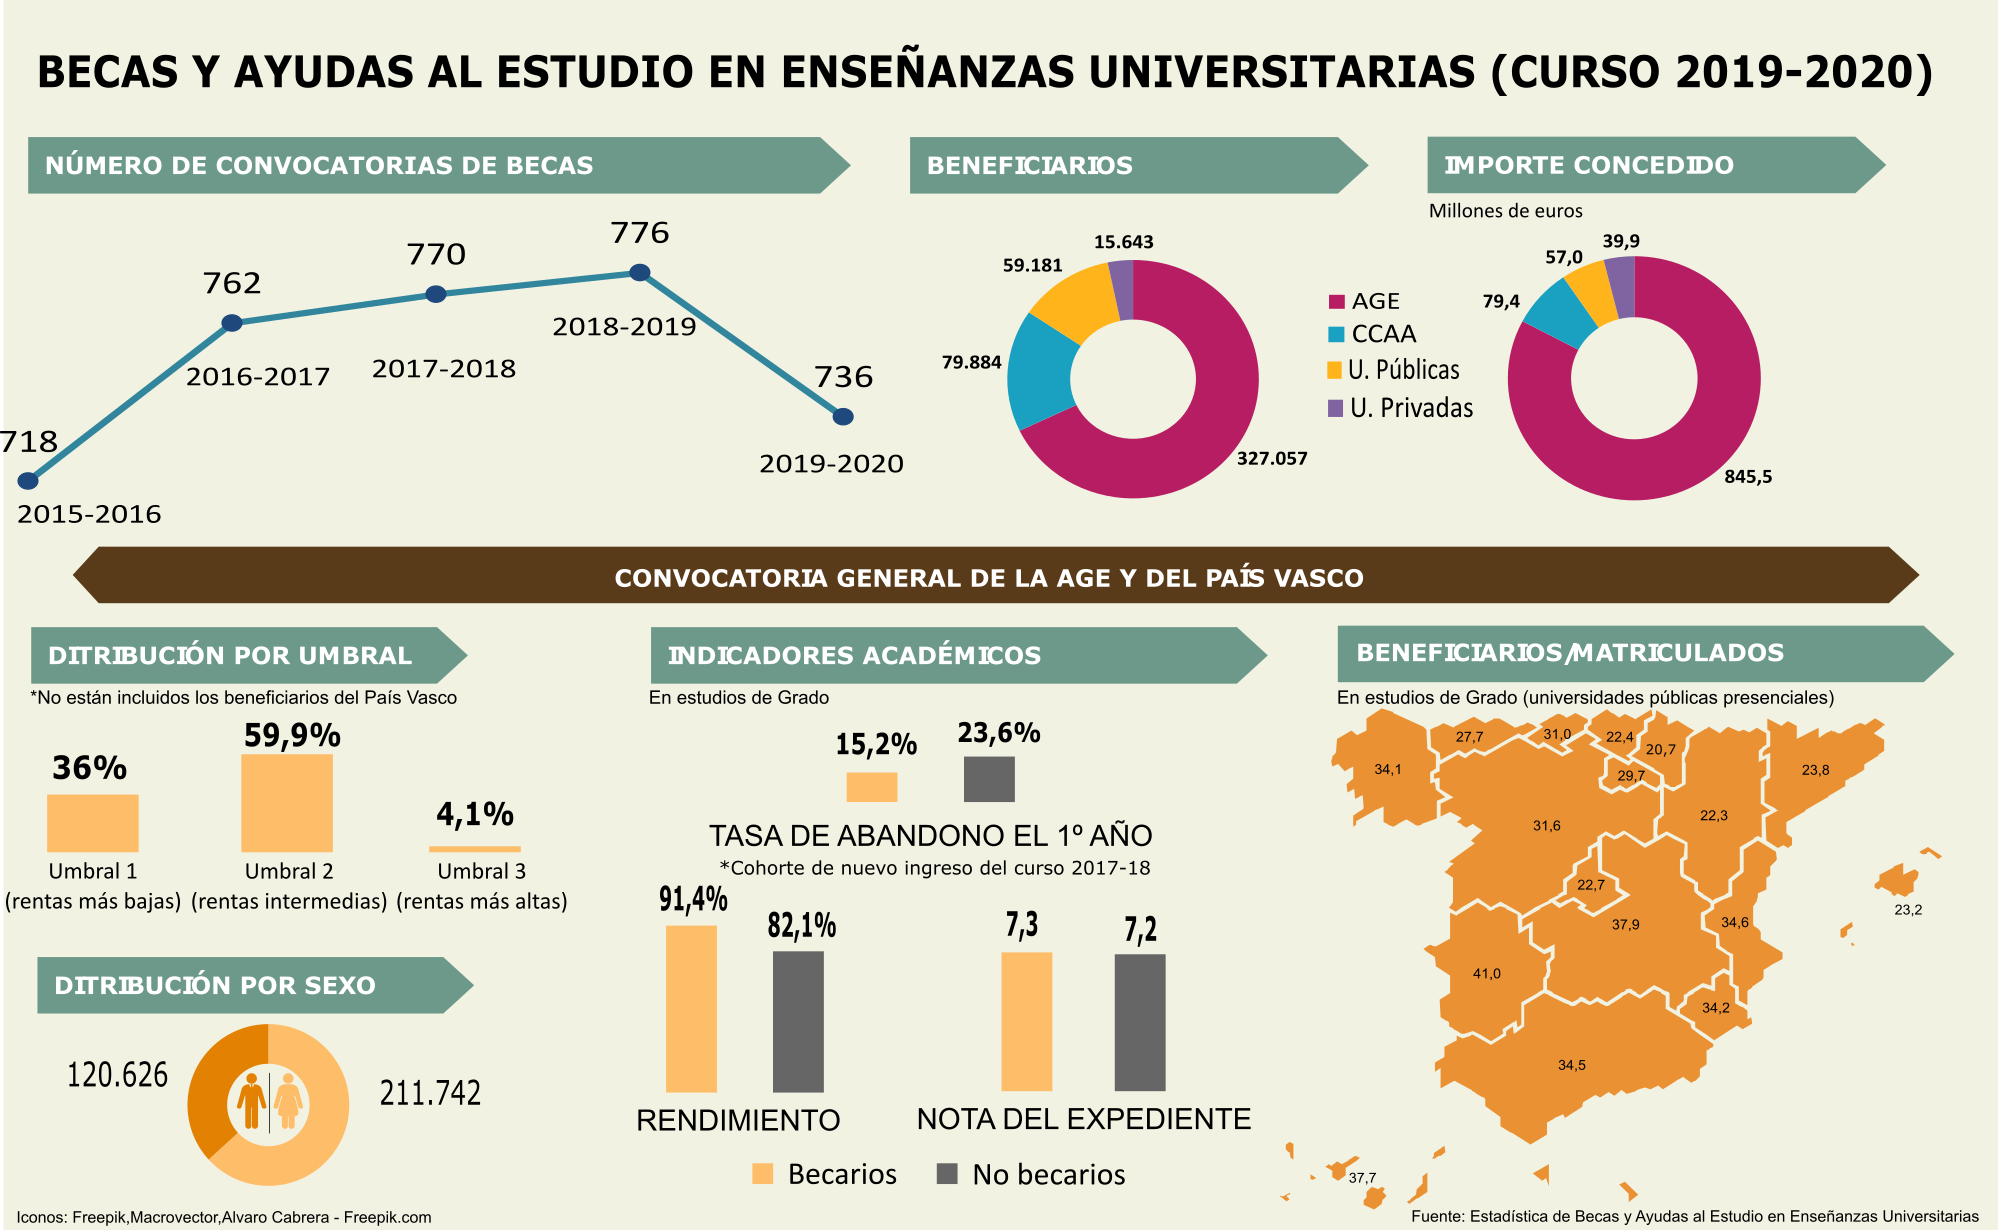 BECAS Y AYUDAS AL ESTUDIO EN ENSEÑANZAS UNIVERSITARIAS (CURSO 2019-2020)
NÚMERO DE CONVOCATORIAS DE BECAS
718
2015-2016
762
2016-2017
770
2017-2018
776
2018-2019
736
2019-2020
BENEFICIARIOS
15.643
59.181
79.884
327.057
AGE
CCAA
U. Públicas
U. Privadas
IMPORTE CONCEDIDO
Millones de euros
39,9
57,0
79,4
845,5
CONVOCATORIA GENERAL DE LA AGE Y DEL PAÍS VASCO
DITRIBUCIÓN POR UMBRAL
*No están incluidos los beneficiarios del País Vasco
36%
59,9%
4,1%
Umbral 1
(rentas más bajas)
Umbral 2
(rentas intermedias)
Umbral 3
(rentas más altas)
DITRIBUCIÓN POR SEXO
120.626
211.742
INDICADORES ACADÉMICOS
En estudios de Grado
15,2%
23,6%
TASA DE ABANDONO EL 1º AÑO
*Cohorte de nuevo ingreso del curso 2017-18
91,4%
82,1%
RENDIMIENTO
7,3
7,2
NOTA DEL EXPEDIENTE
Becarios
No becarios
BENEFICIARIOS/MATRICULADOS
En estudios de Grado (universidades públicas presenciales)
34,1
27,7
31,0
22,4
20,7
29,7
23,8
31,6
22,3
22,7
23,2
37,9
34,6
41,0
34,2
34,5
37,7
Iconos: Freepik,Macrovector,Alvaro Cabrera - Freepik.com
Fuente: Estadística de Becas y Ayudas al Estudio en Enseñanzas Universitarias